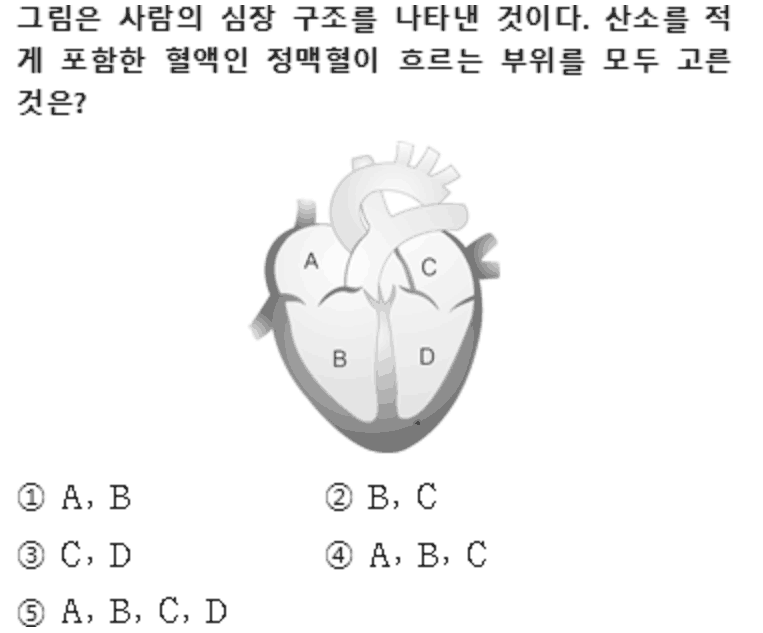 그림은 사람의 심장 구조를 나타낸 것이다. 산소를 적
게 포함한 혈액인 정맥혈이 흐르는 부위를 모두 고른
것은?
A
C
B
D
① A, B
② B, C
③ C, D
④ A, B, C
⑤ A, B, C, D